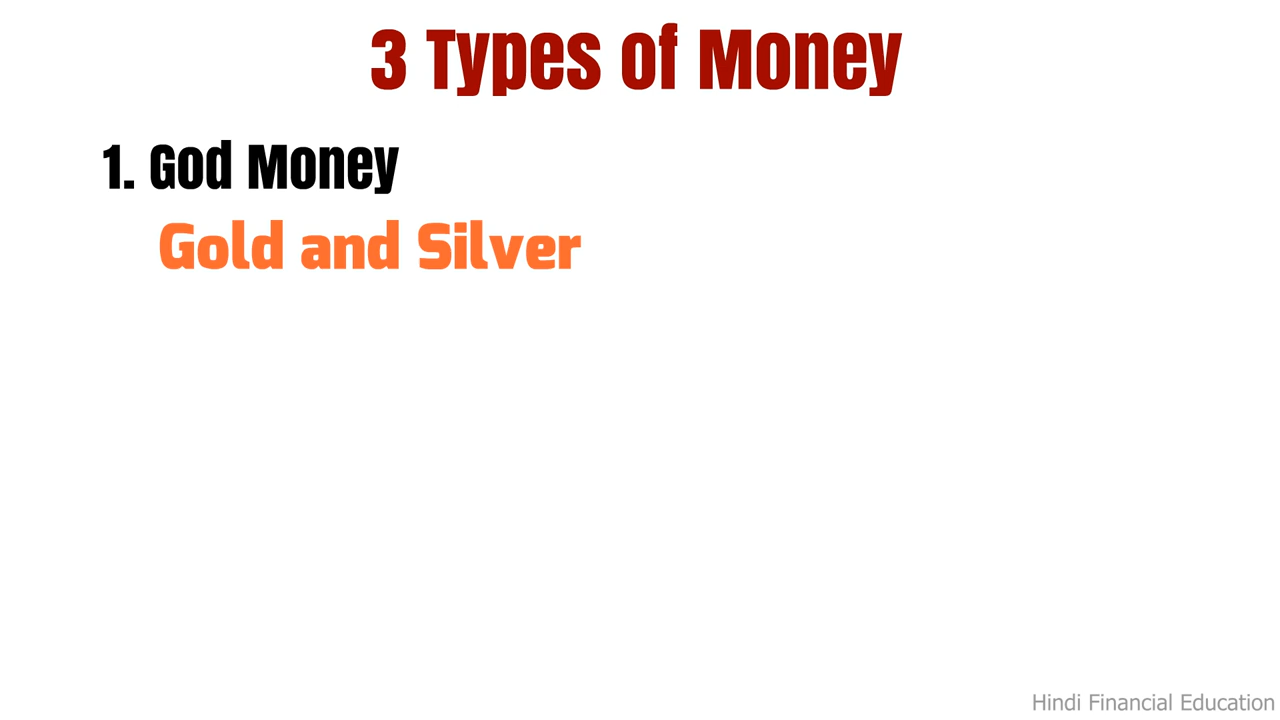 3 Types of Money
1. God Money
Gold and Silver
Hindi Financial Education